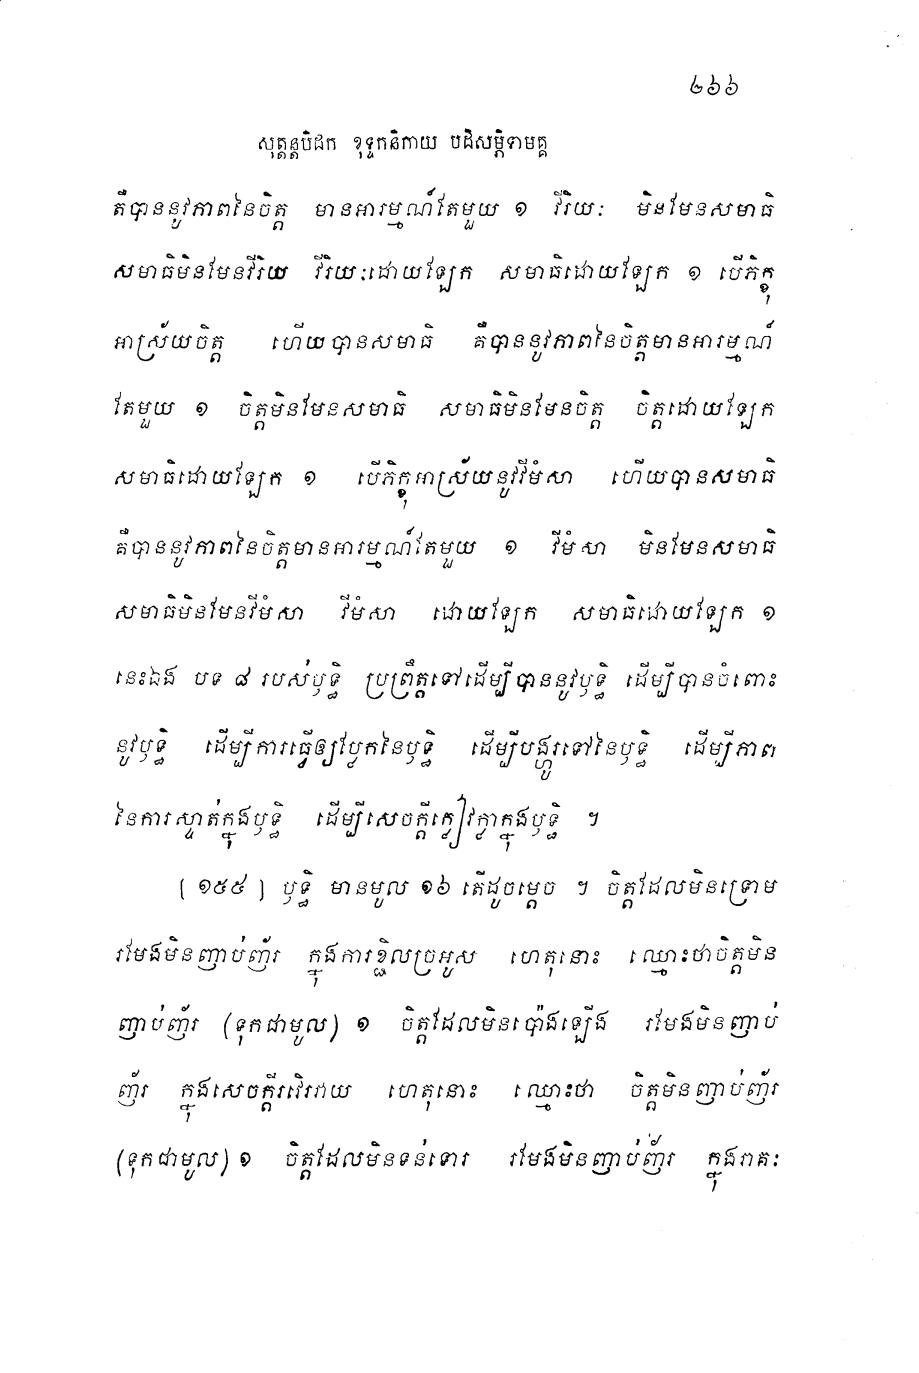 ២៦៦
សុត្តន្តបិដក ខុទ្ទកនិកាយ បដិសម្ភិទាមគ្គ
គឺបាននូវភាពនៃចិត្ត មានអារម្មណ៍តែមួយ ១ វីរិយៈ មិនមែនសមាធិ
សមាធិមិនមែនវីរិយ វីរិយៈដោយឡែក សមាធិដោយឡែក ១ បើភិក្ខុ
អាស្រ័យចិត្ត ហើយបានសមាធិ គឺបាននូវភាពនៃចិត្តមានអារម្មណ៍
តែមួយ ១ ចិត្តមិនមែនសមាធិ សមាធិមិនមែនចិត្ត ចិត្តដោយឡែក
សមាធិដោយឡែក ១ បើភិក្ខុអាស្រ័យនូវវីមំសា ហើយបានសមាធិ
គឺបាននូវភាពនៃចិត្តមានអារម្មណ៍តែមួយ ១ វីមំសា មិនមែនសមាធិ
សមាធិមិនមែនវីមំសា វីមំសា ដោយឡែក សមាធិដោយឡែក ១
នេះឯង បទ ៨ របស់ឫទ្ធិ ប្រព្រឹត្តទៅដើម្បីបាននូវឫទ្ធិ ដើម្បីបានចំពោះ
នូវឫទ្ធិ ដើម្បីការធ្វើឲ្យប្លែកនៃឫទ្ធិ ដើម្បីបង្ហូរទៅនៃឫទ្ធិ ដើម្បីភាព
នៃការស្ទាត់ក្នុងឫទ្ធិ ដើម្បីសេចក្តីក្លៀវក្លាក្នុងឫទ្ធិ ។
[១៥៥] ឫទ្ធិ មានមូល ១៦ តើដូចម្តេច ។ ចិត្តដែលមិនទ្រោម
រមែងមិនញាប់ញ័រ ក្នុងការខ្ជិលច្រអូស ហេតុនោះ ឈ្មោះថាចិត្តមិន
ញាប់ញ័រ (ទុកជាមូល) ១ ចិត្តដែលមិនប៉ោងឡើង រមែងមិនញាប់
ញ័រ ក្នុងសេចក្តីរវើរវាយ ហេតុនោះ ឈ្មោះថា ចិត្តមិនញាប់ញ័រ
(ទុកជាមូល) ១ ចិត្តដែលមិនទន់ទោរ រមែងមិនញាប់ញ័រ ក្នុងរាគៈ